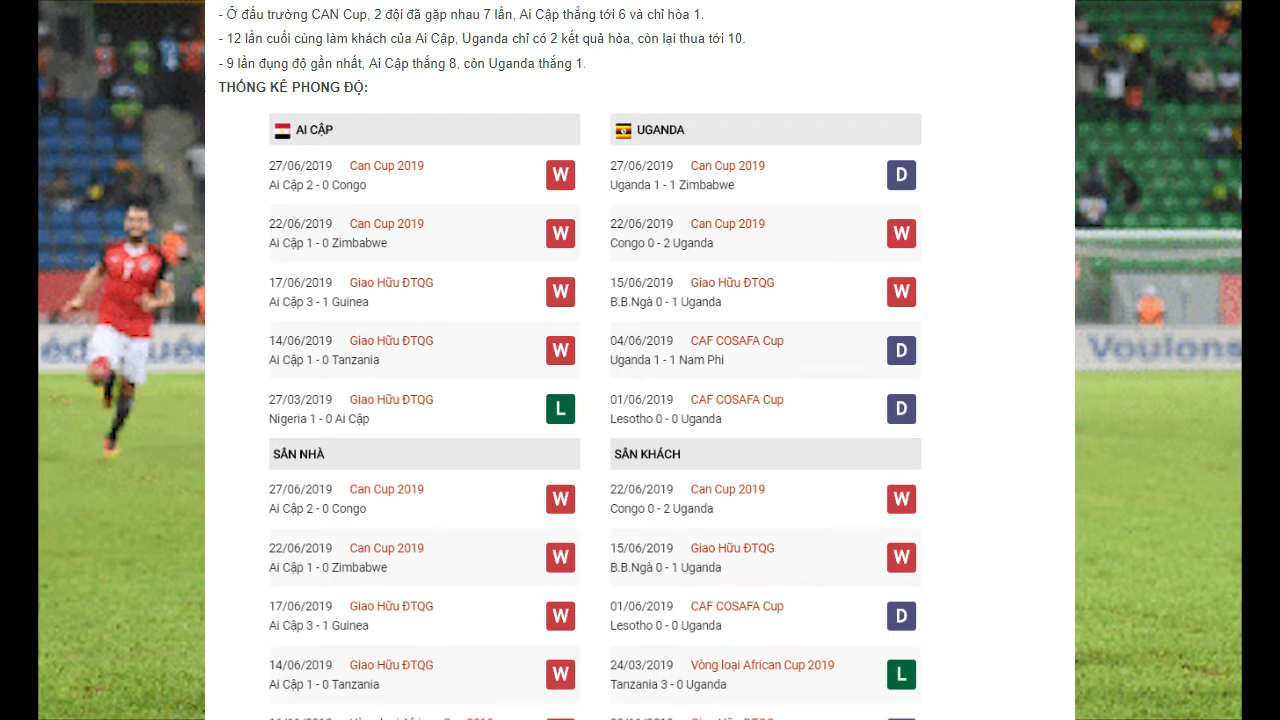 - Ở đấu trường CAN Cup, 2 đội đã gặp nhau 7 lần, Ai Cập thắng tới 6 và chỉ hòa 1.
- 12 lần cuối cùng làm khách của Ai Cập, Uganda chỉ có 2 kết quả hòa, còn lại thua tới 10.
- 9 lần đụng độ gần nhất, Ai Cập thắng 8, còn Uganda thắng 1.
THỐNG KÊ PHONG ĐỘ:
AI CẬP
27/06/2019 Can Cup 2019
Ai Cập 2 - 0 Congo W
22/06/2019 Can Cup 2019
Ai Cập 1 - 0 Zimbabwe W
17/06/2019 Giao Hữu ĐTQG
Ai Cập 3 - 1 Guinea W
14/06/2019 Giao Hữu ĐTQG
Ai Cập 1 - 0 Tanzania W
27/03/2019 Giao Hữu ĐTQG
Nigeria 1 - 0 Ai Cập L
SÂN NHÀ
27/06/2019 Can Cup 2019
Ai Cập 2 - 0 Congo W
22/06/2019 Can Cup 2019
Ai Cập 1 - 0 Zimbabwe W
17/06/2019 Giao Hữu ĐTQG
Ai Cập 3 - 1 Guinea W
14/06/2019 Giao Hữu ĐTQG
Ai Cập 1 - 0 Tanzania W
UGANDA
27/06/2019 Can Cup 2019
Uganda 1 - 1 Zimbabwe D
22/06/2019 Can Cup 2019
Congo 0 - 2 Uganda W
15/06/2019 Giao Hữu ĐTQG
B.B.Ngà 0 - 1 Uganda W
04/06/2019 CAF COSAFA Cup
Uganda 1 - 1 Nam Phi D
01/06/2019 CAF COSAFA Cup
Lesotho 0 - 0 Uganda D
SÂN KHÁCH
22/06/2019 Can Cup 2019
Congo 0 - 2 Uganda W
15/06/2019 Giao Hữu ĐTQG
B.B.Ngà 0 - 1 Uganda W
01/06/2019 CAF COSAFA Cup
Lesotho 0 - 0 Uganda D
24/03/2019 Vòng loại African Cup 2019
Tanzania 3 - 0 Uganda L
Voulons